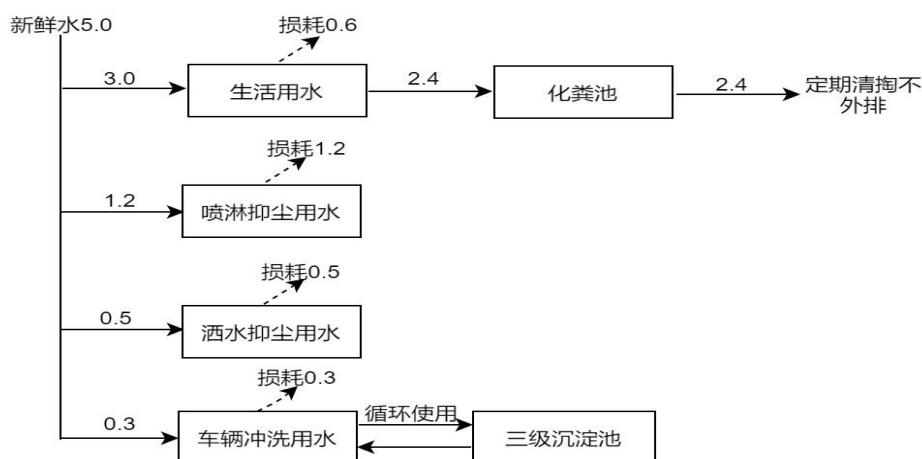 新鲜水5.0
损耗0.6
3.0
生活用水
2.4
化粪池
2.4
定期清掏不
外排
损耗1.2
1.2
喷淋抑尘用水
损耗0.5
0.5
洒水抑尘用水
损耗0.3
0.3
车辆冲洗用水
循环使用
三级沉淀池